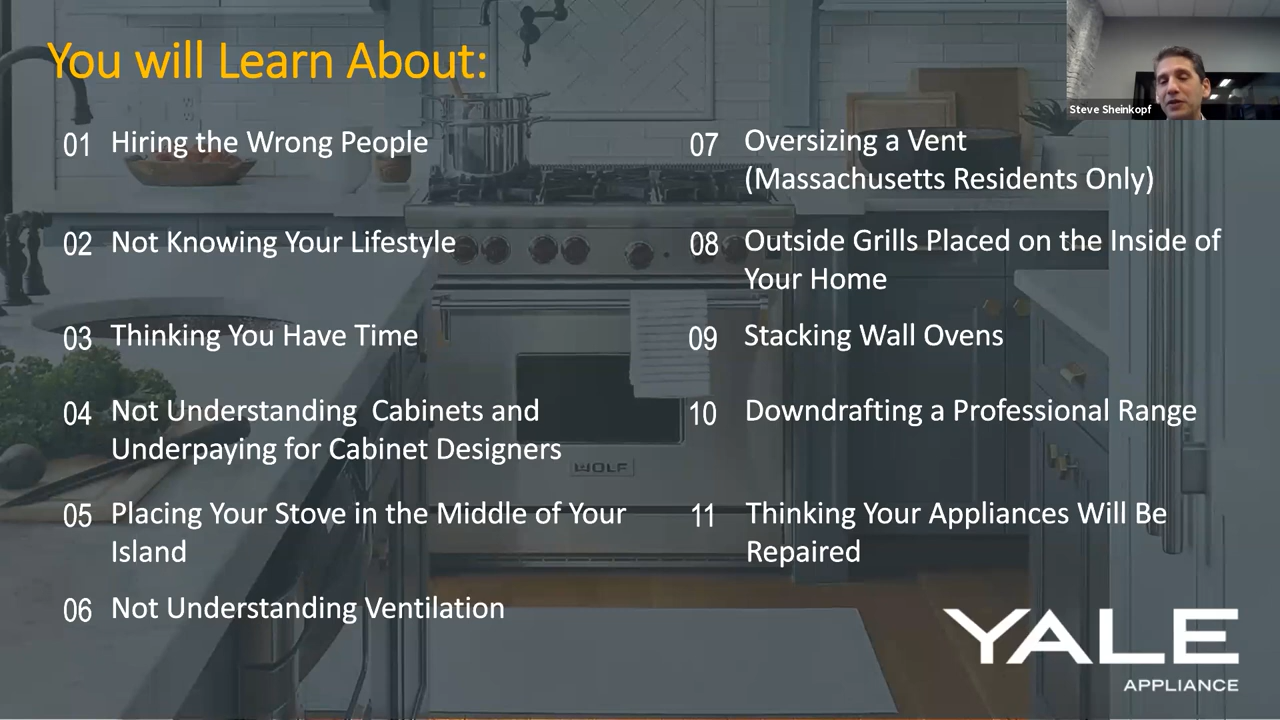 You will Learn About:
Steve Sheinkopf
01 Hiring the Wrong People
02 Not Knowing Your Lifestyle
03 Thinking You Have Time
04 Not Understanding  Cabinets and
Underpaying for Cabinet Designers
05 Placing Your Stove in the Middle of Your
Island
06 Not Understanding Ventilation
07 Oversizing a Vent
(Massachusetts Residents Only)
08 Outside Grills Placed on the Inside of
Your Home
09 Stacking Wall Ovens
10 Downdrafting a Professional Range
11 Thinking Your Appliances Will Be
Repaired
WOLF
YALE
APPLIANCE